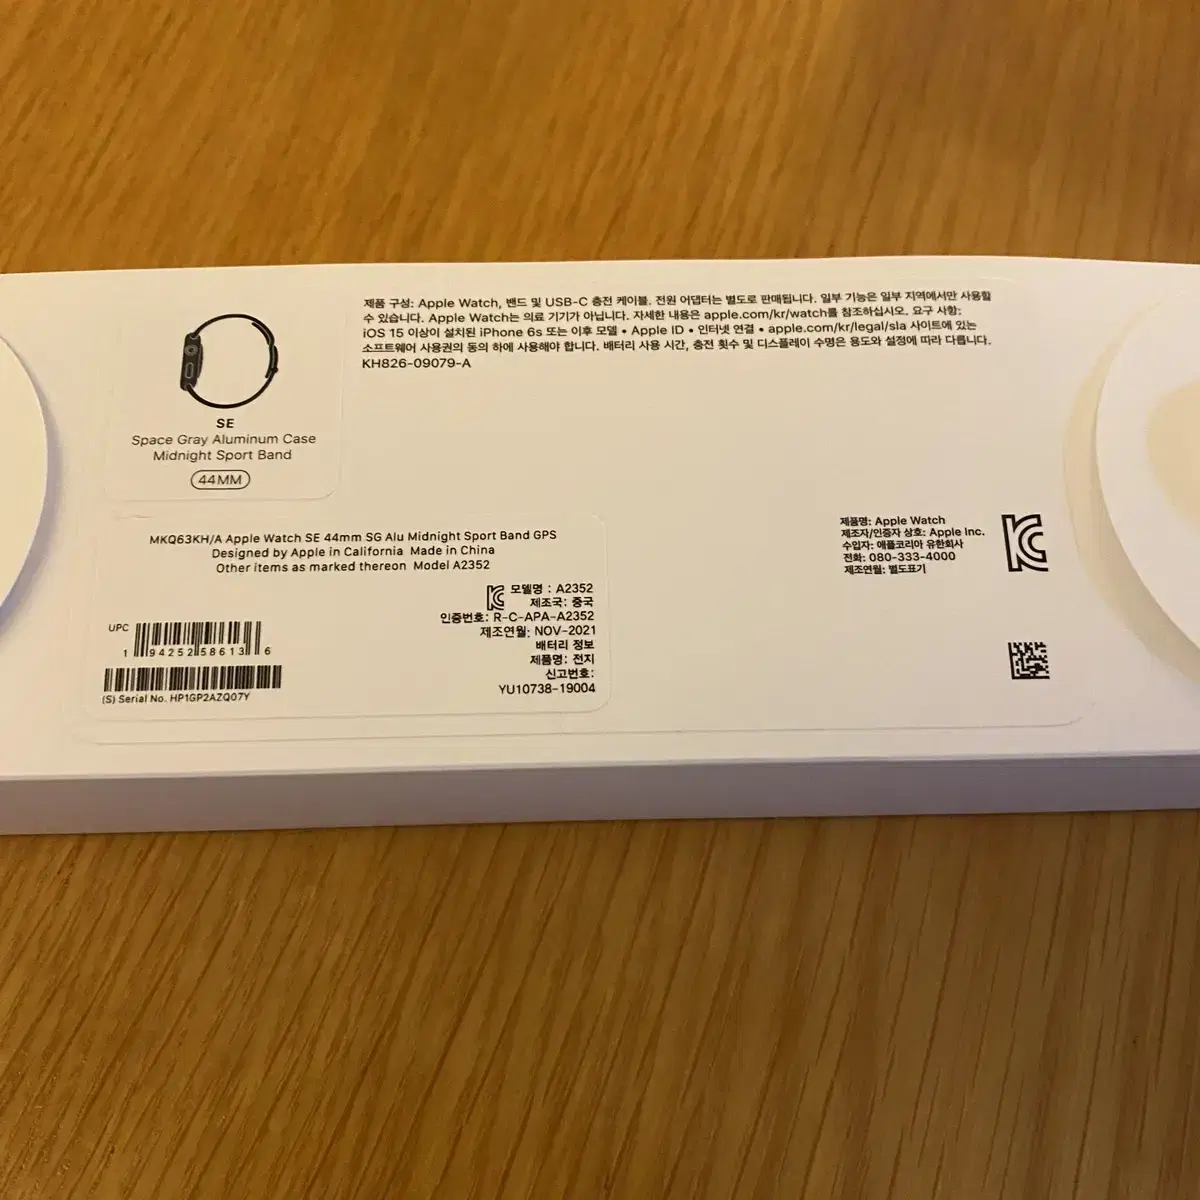 제품 구성: Apple Watch, 밴드 및 USB-C 충전 케이블. 전원 어댑터는 별도로 판매됩니다. 일부 기능은 일부 지역에서만 사용할
수 있습니다. Apple Watch는 의료 기기가 아닙니다. 자세한 내용은 apple.com/kr/watch를 참조하십시오. 요구 사항:
iOS 15 이상이 설치된 iPhone 6s 또는 이후 모델 • Apple ID • 인터넷 연결 • apple.com/kr/legal/sla 사이트에 있는
소프트웨어 사용권의 동의 하에 사용해야 합니다. 배터리 사용 시간, 충전 횟수 및 디스플레이 수명은 용도와 설정에 따라 다릅니다.
KH826-09079-A
SE
Space Gray Aluminum Case
Midnight Sport Band
44MM
MKQ63KH/A Apple Watch SE 44mm SG Alu Midnight Sport Band GPS
Designed by Apple in California Made in China
Other items as marked thereon Model A2352
모델명 : A2352
제조국: 중국
인증번호: R-C-APA-A2352
제조연월: NOV-2021
배터리 정보
제품명: 전지
신고번호:
YU10738-19004
UPC
1 94252 58613 6
(S) Serial No. HP1GP2AZQ07Y
제품명: Apple Watch
제조자/인증자 상호: Apple Inc.
수입자: 애플코리아 유한회사
전화: 080-333-4000
제조연월: 별도표기